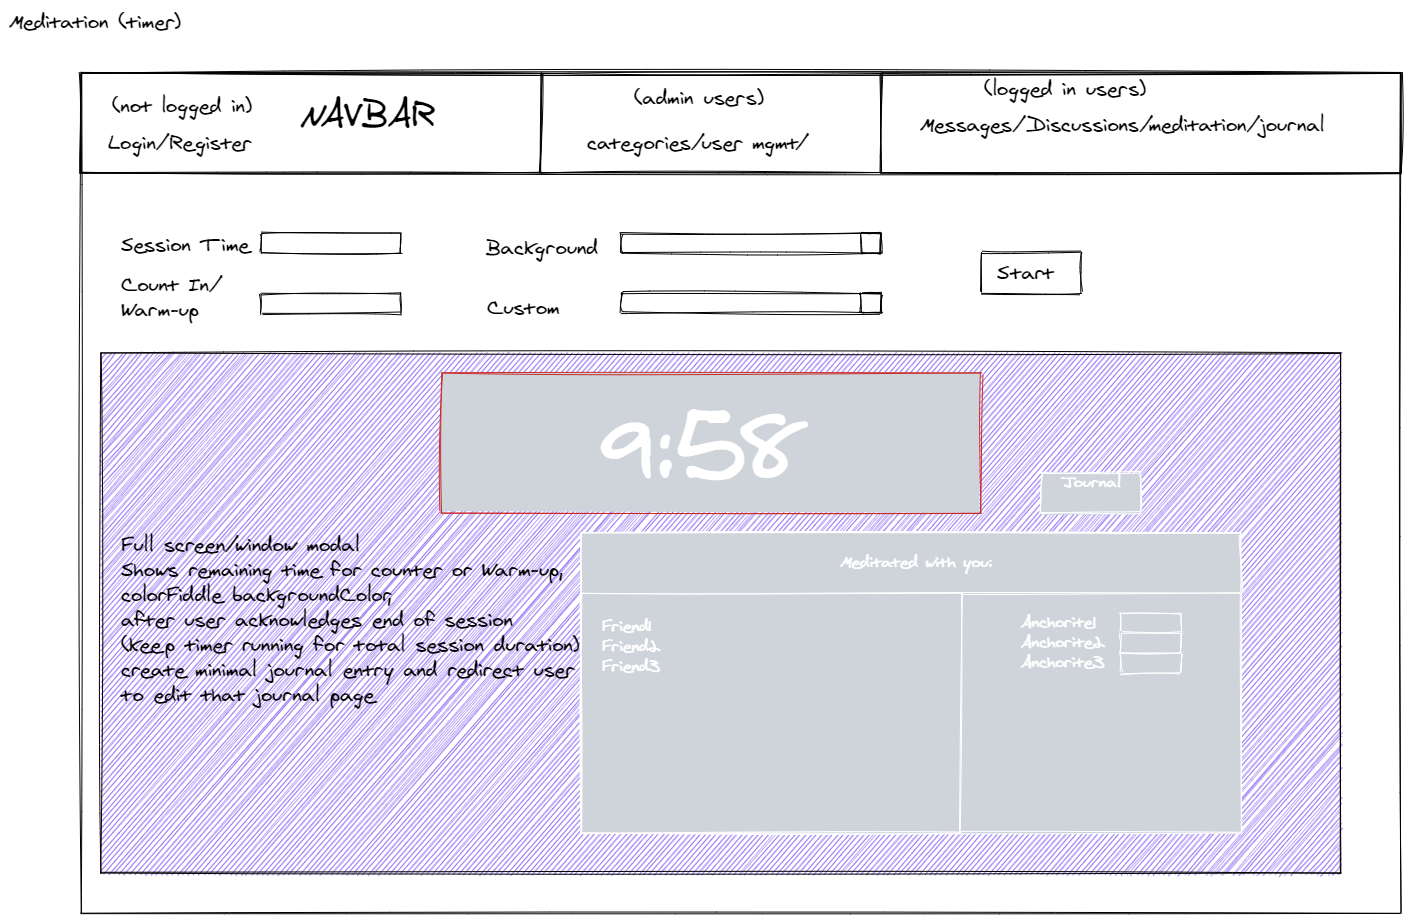 Meditation (timer)
(not logged in)
NAVBAR
Login/Register
(admin users)
categories/user mgmt/
(logged in users)
Messages/Discussions/meditation/journal
Session Time
Background
Start
Count In/
Warm-up
Custom
9:58
Journal
Full screen/window modal
Shows remaining time for counter or Warm-up,
colorFiddle backgroundColor,
after user acknowledges end of session
(keep timer running for total session duration)
create minimal journal entry and redirect user
to edit that journal page
Meditated with you:
Friend1
Friend2
Friend3
Anchorite1
Anchorite2
Anchorite3